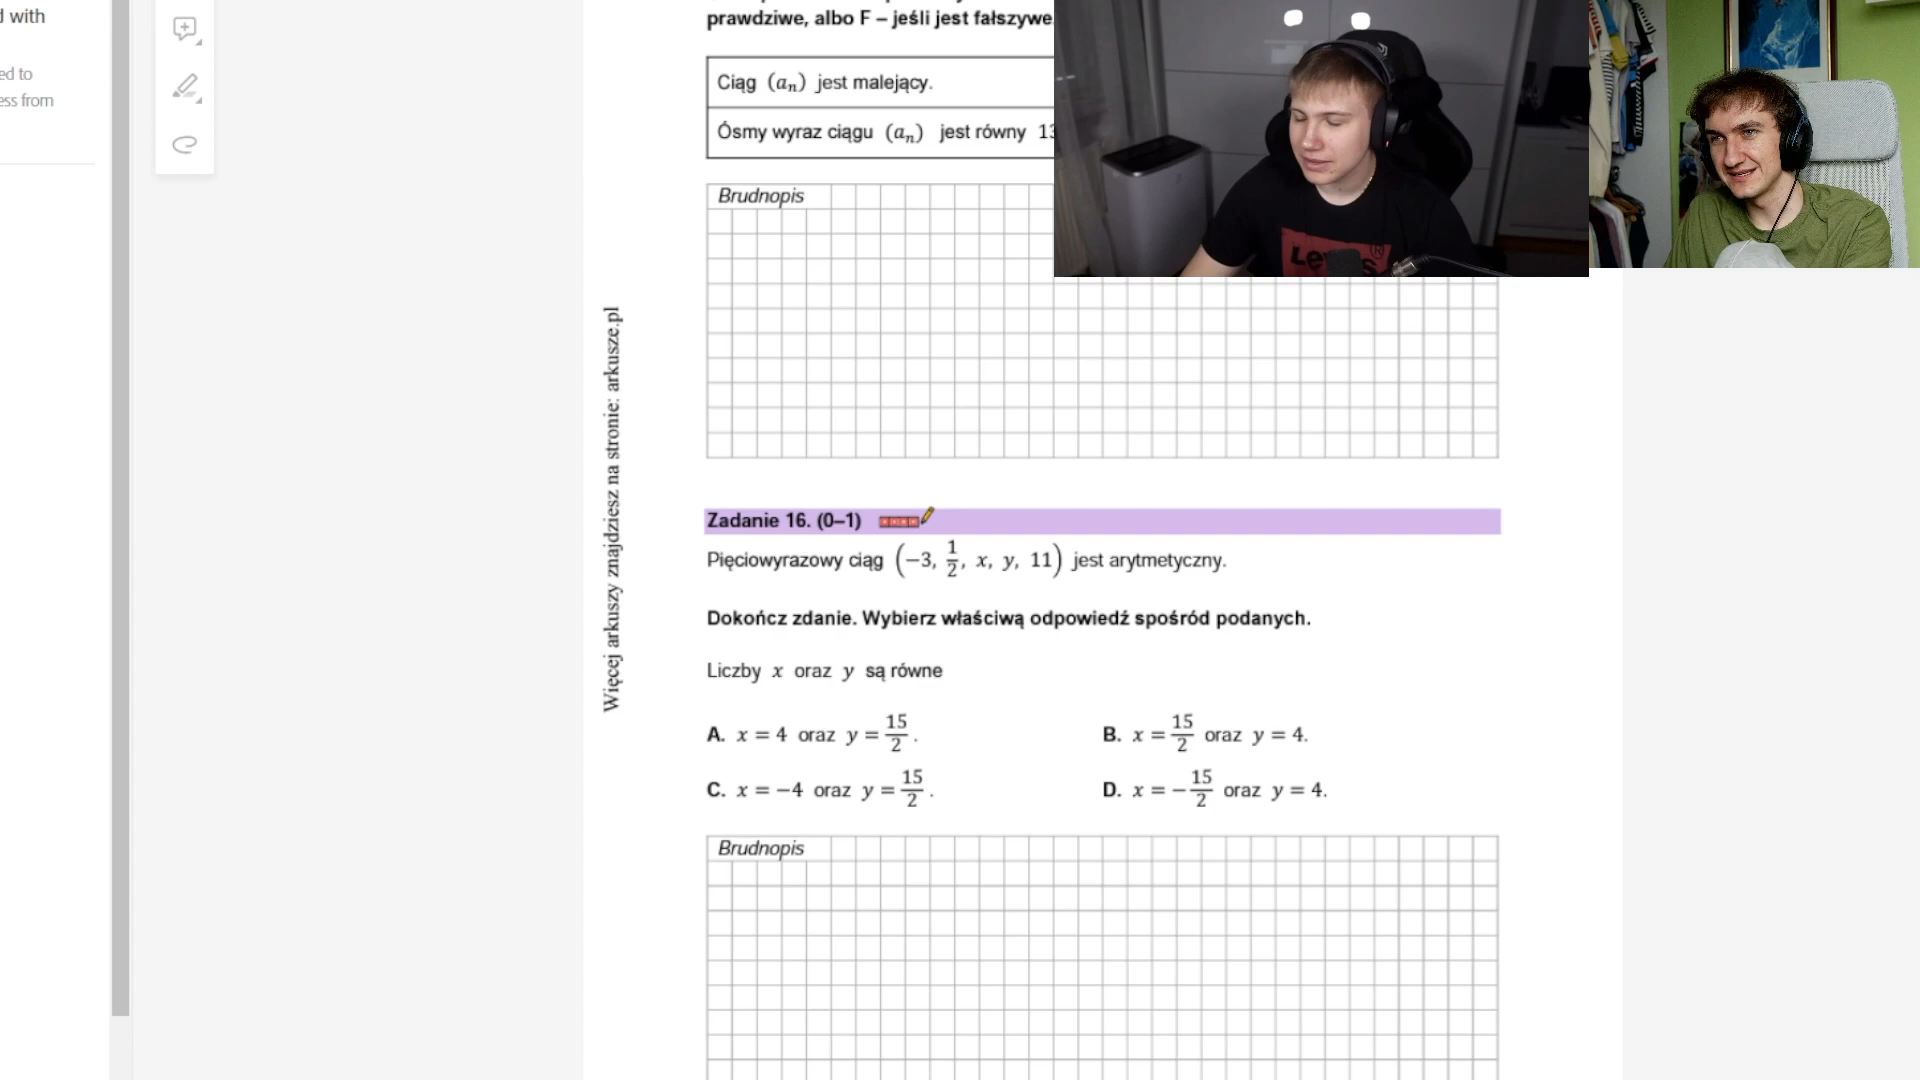 d with
ed to
ess from
prawdziwe, albo F – jeśli jest fałszywe
Ciąg (aₙ) jest malejący.
Ósmy wyraz ciągu (aₙ) jest równy 13
Brudnopis
Więcej arkuszy znajdziesz na stronie: arkusze.pl
Zadanie 16. (0–1)
Pięciowyrazowy ciąg (−3, 1/2, x, y, 11) jest arytmetyczny.
Dokończ zdanie. Wybierz właściwą odpowiedź spośród podanych.
Liczby x oraz y są równe
A. x = 4 oraz y = 15/2.
B. x = 15/2 oraz y = 4.
C. x = −4 oraz y = 15/2.
D. x = −15/2 oraz y = 4.
Brudnopis